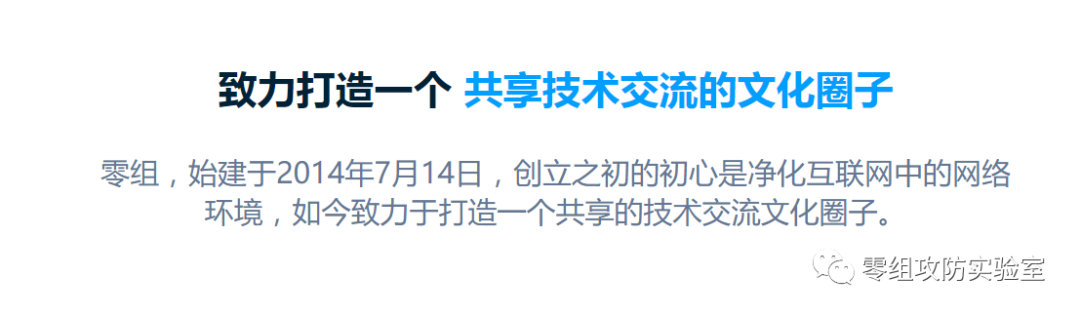 致力打造一个 共享技术交流的文化圈子
零组，始建于2014年7月14日，创立之初的初心是净化互联网中的网络
环境，如今致力于打造一个共享的技术交流文化圈子。
零组攻防实验室